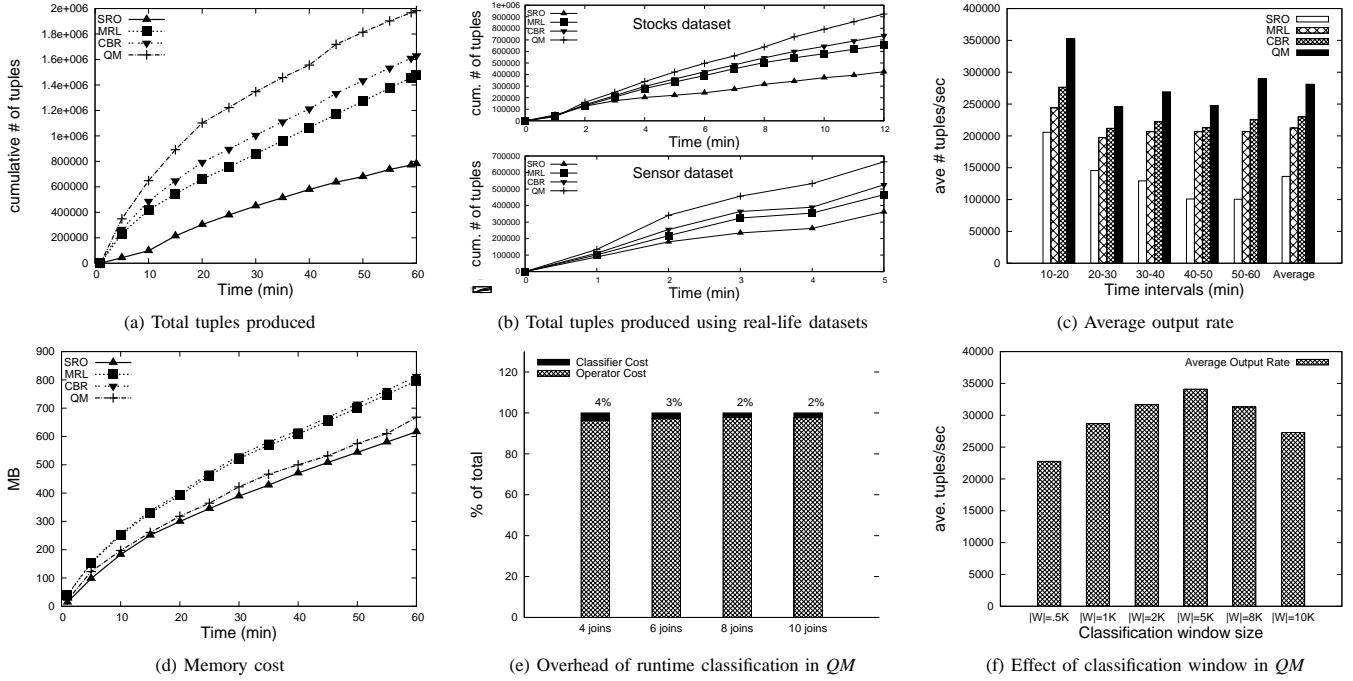 SRO
MRL
CBR
QM
2e+006
1.8e+006
1.6e+006
1.4e+006
1.2e+006
1e+006
800000
600000
400000
200000
0
cumulative # of tuples
0 10 20 30 40 50 60
Time (min)
(a) Total tuples produced
Stocks dataset
SRO
MRL
CBR
QM
1e+006
900000
800000
700000
600000
500000
400000
300000
200000
100000
0
cum. # of tuples
0 2 4 6 8 10 12
Time (min)
Sensor dataset
SRO
MRL
CBR
QM
700000
600000
500000
400000
300000
200000
100000
0
cum. # of tuples
0 1 2 3 4 5
Time (min)
(b) Total tuples produced using real-life datasets
SRO
MRL
CBR
QM
400000
350000
300000
250000
200000
150000
100000
50000
0
ave # tuples/sec
10-20 20-30 30-40 40-50 50-60 Average
Time intervals (min)
(c) Average output rate
SRO
MRL
CBR
QM
900
800
700
600
500
400
300
200
100
0
MB
0 10 20 30 40 50 60
Time (min)
(d) Memory cost
Classifier Cost
Operator Cost
120
100
80
60
40
20
0
% of total
4% 3% 2% 2%
4 joins 6 joins 8 joins 10 joins
(e) Overhead of runtime classification in QM
Average Output Rate
40000
35000
30000
25000
20000
15000
10000
5000
0
ave. tuples/sec
|W|=.5K |W|=1K |W|=2K |W|=5K |W|=8K |W|=10K
Classification window size
(f) Effect of classification window in QM